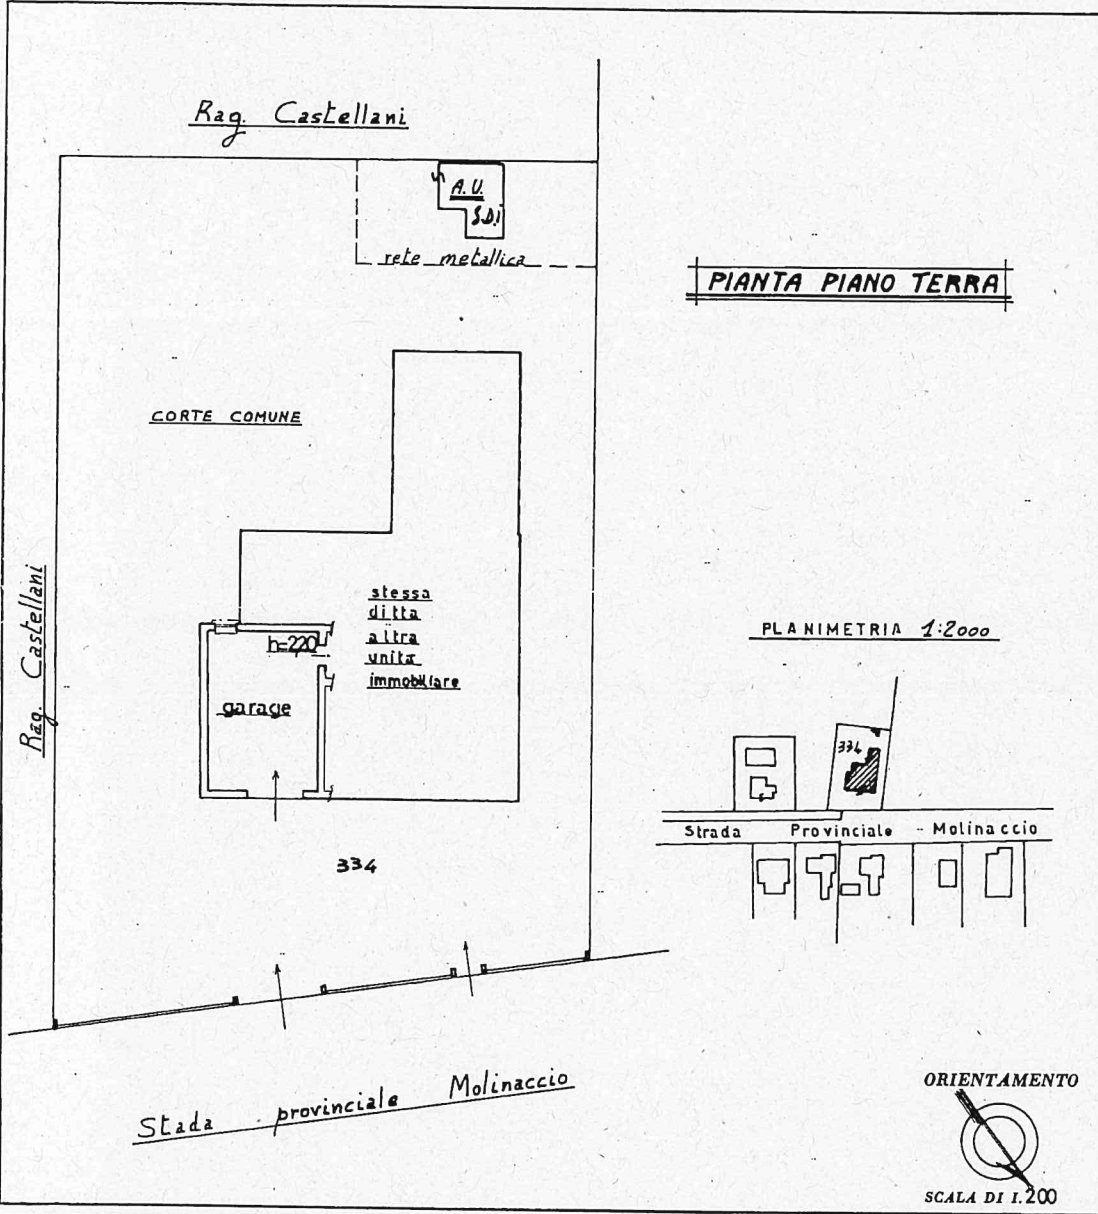 Rag. Castellani
A.U.
S.D.I
rete metallica
PIANTA PIANO TERRA
CORTE COMUNE
Rag. Castellani
stessa
ditta
altra
unità
immobiliare
h=220
garage
PLANIMETRIA 1:2000
334
Strada Provinciale - Molinaccio
334
Stada provinciale Molinaccio
ORIENTAMENTO
SCALA DI 1.200